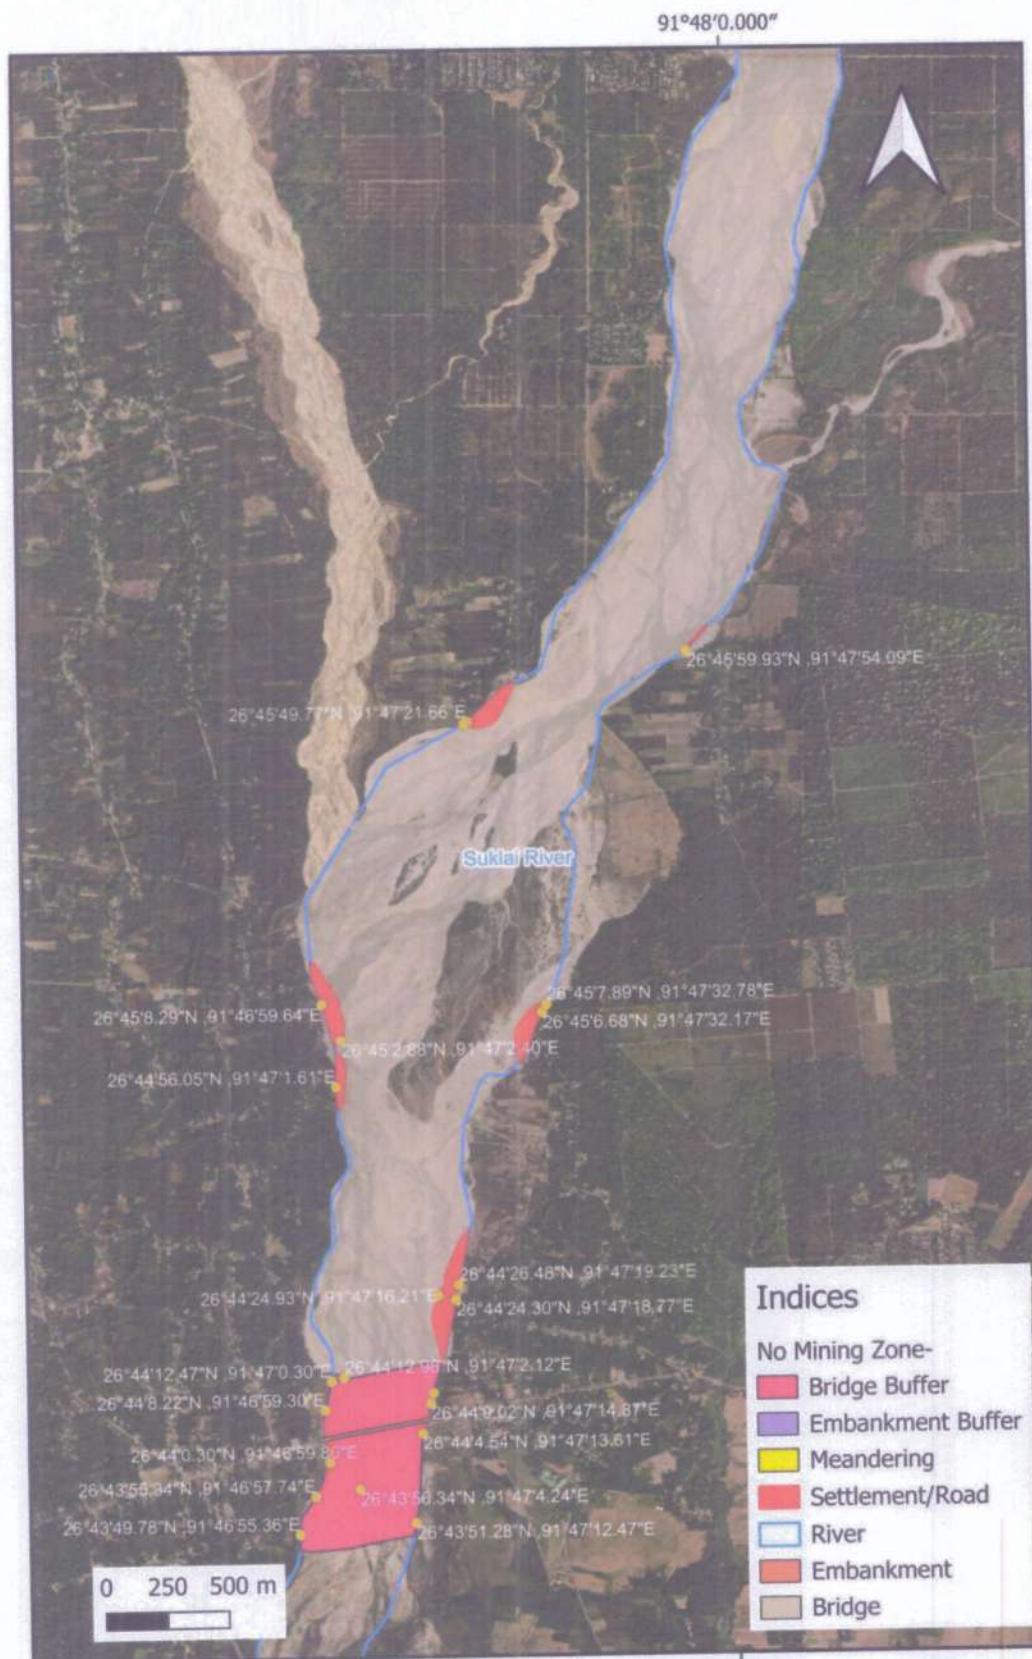 91°48'0.000"
26°45'59.93"N ,91°47'54.09"E
26°45'49.77"N ,91°47'21.66"E
Suklai River
26°45'7.89"N ,91°47'32.78"E
26°45'8.29"N ,91°46'59.64"E
26°45'6.68"N ,91°47'32.17"E
26°45'2.88"N ,91°47'2.40"E
26°44'56.05"N ,91°47'1.61"E
26°44'26.48"N ,91°47'19.23"E
26°44'24.93"N ,91°47'16.21"E
26°44'24.30"N ,91°47'18.77"E
26°44'12.47"N ,91°47'0.30"E
26°44'12.98"N ,91°47'2.12"E
26°44'8.22"N ,91°46'59.30"E
26°44'9.02"N ,91°47'14.87"E
26°44'4.54"N ,91°47'13.61"E
26°44'0.30"N ,91°46'59.86"E
26°43'55.34"N ,91°46'57.74"E
26°43'56.34"N ,91°47'4.24"E
26°43'49.78"N ,91°46'55.36"E
26°43'51.28"N ,91°47'12.47"E
0 250 500 m
Indices
No Mining Zone-
Bridge Buffer
Embankment Buffer
Meandering
Settlement/Road
River
Embankment
Bridge